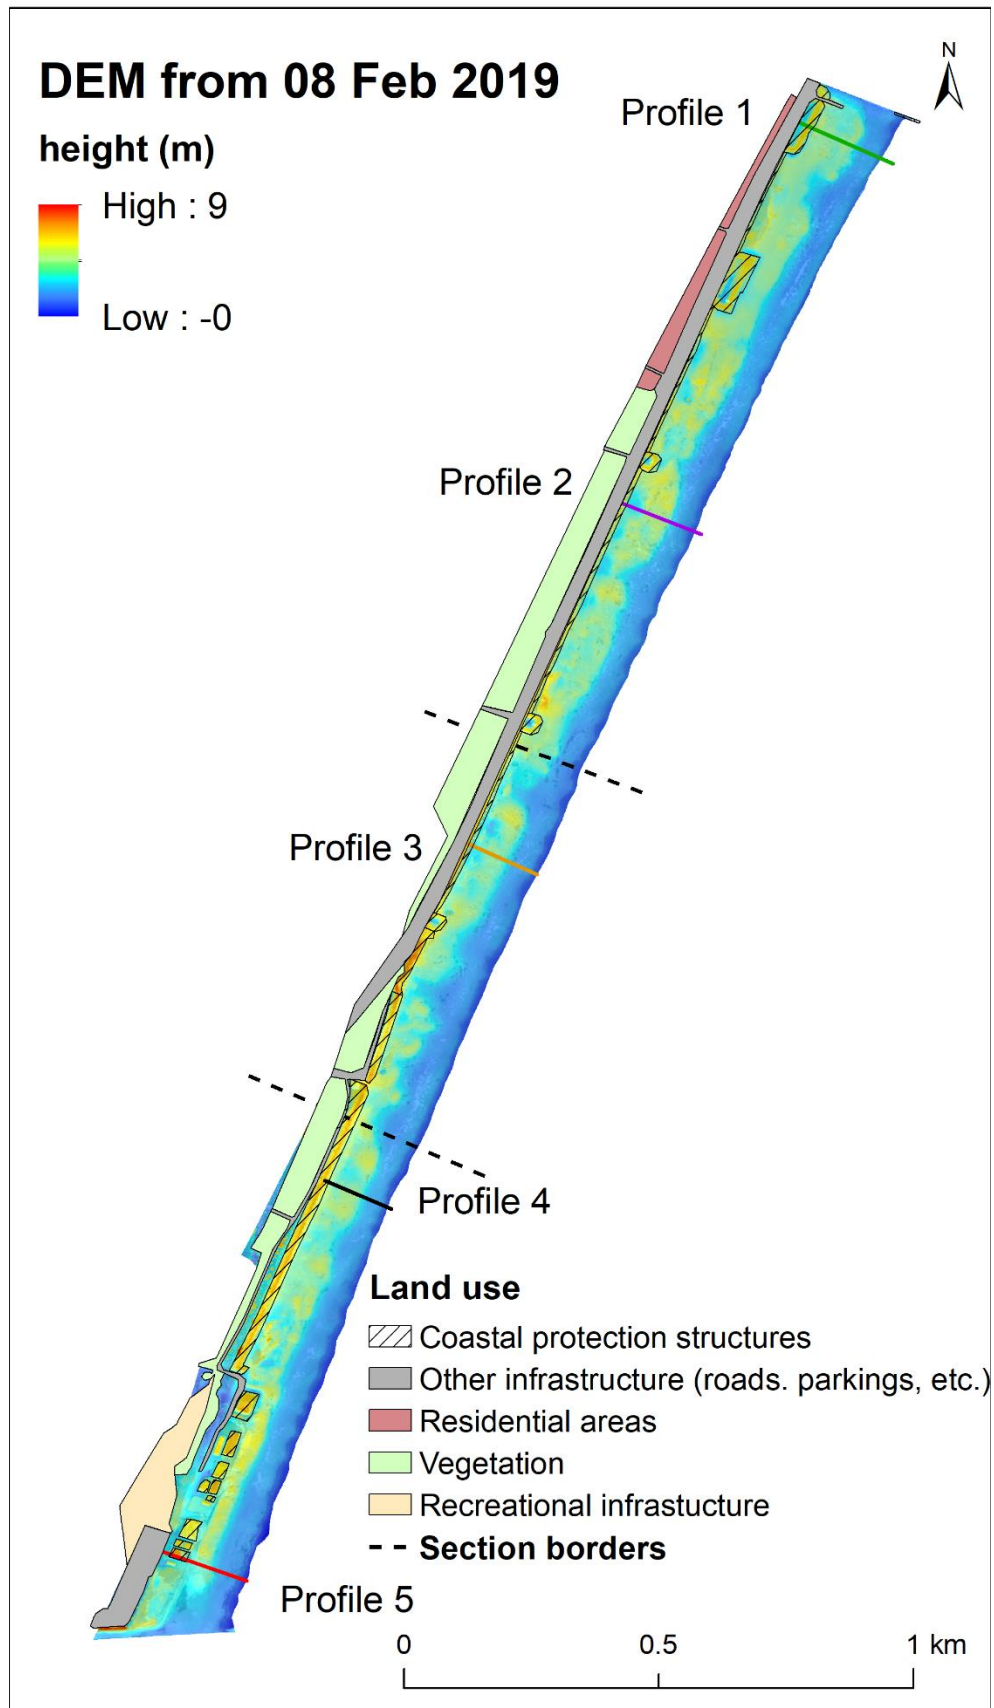 DEM from 08 Feb 2019
N
height (m)
High : 9
Low : -0
Profile 1
Profile 2
Profile 3
Profile 4
Land use
Coastal protection structures
Other infrastructure (roads. parkings, etc.)
Residential areas
Vegetation
Recreational infrastucture
Section borders
Profile 5
0 0.5 1 km